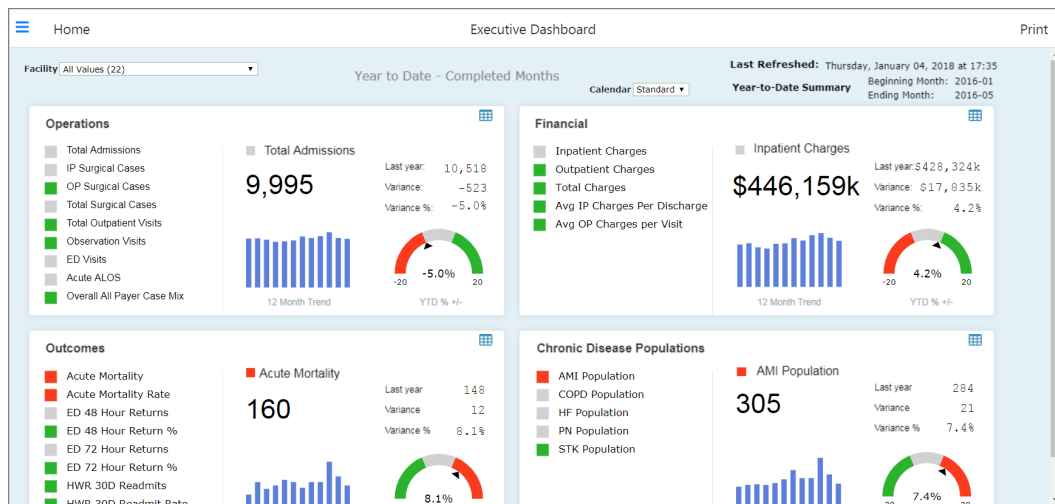 Home
Executive Dashboard
Print
Facility All Values (22)
Year to Date - Completed Months
Calendar Standard
Last Refreshed: Thursday, January 04, 2018 at 17:35
Year-to-Date Summary
Beginning Month: 2016-01
Ending Month: 2016-05
Operations
Total Admissions
IP Surgical Cases
OP Surgical Cases
Total Surgical Cases
Total Outpatient Visits
Observation Visits
ED Visits
Acute ALOS
Overall All Payer Case Mix
Total Admissions
9,995
Last year: 10,518
Variance: -523
Variance %: -5.0%
12 Month Trend
-5.0%
-20 20
YTD % +/-
Financial
Inpatient Charges
Outpatient Charges
Total Charges
Avg IP Charges Per Discharge
Avg OP Charges per Visit
Inpatient Charges
$446,159k
Last year:$428,324k
Variance: $17,835k
Variance %: 4.2%
12 Month Trend
4.2%
-20 20
YTD % +/-
Outcomes
Acute Mortality
Acute Mortality Rate
ED 48 Hour Returns
ED 48 Hour Return %
ED 72 Hour Returns
ED 72 Hour Return %
HWR 30D Readmits
HWR 30D Readmit Rate
Acute Mortality
160
Last year 148
Variance 12
Variance % 8.1%
8.1%
Chronic Disease Populations
AMI Population
COPD Population
HF Population
PN Population
STK Population
AMI Population
305
Last year 284
Variance 21
Variance % 7.4%
7.4%